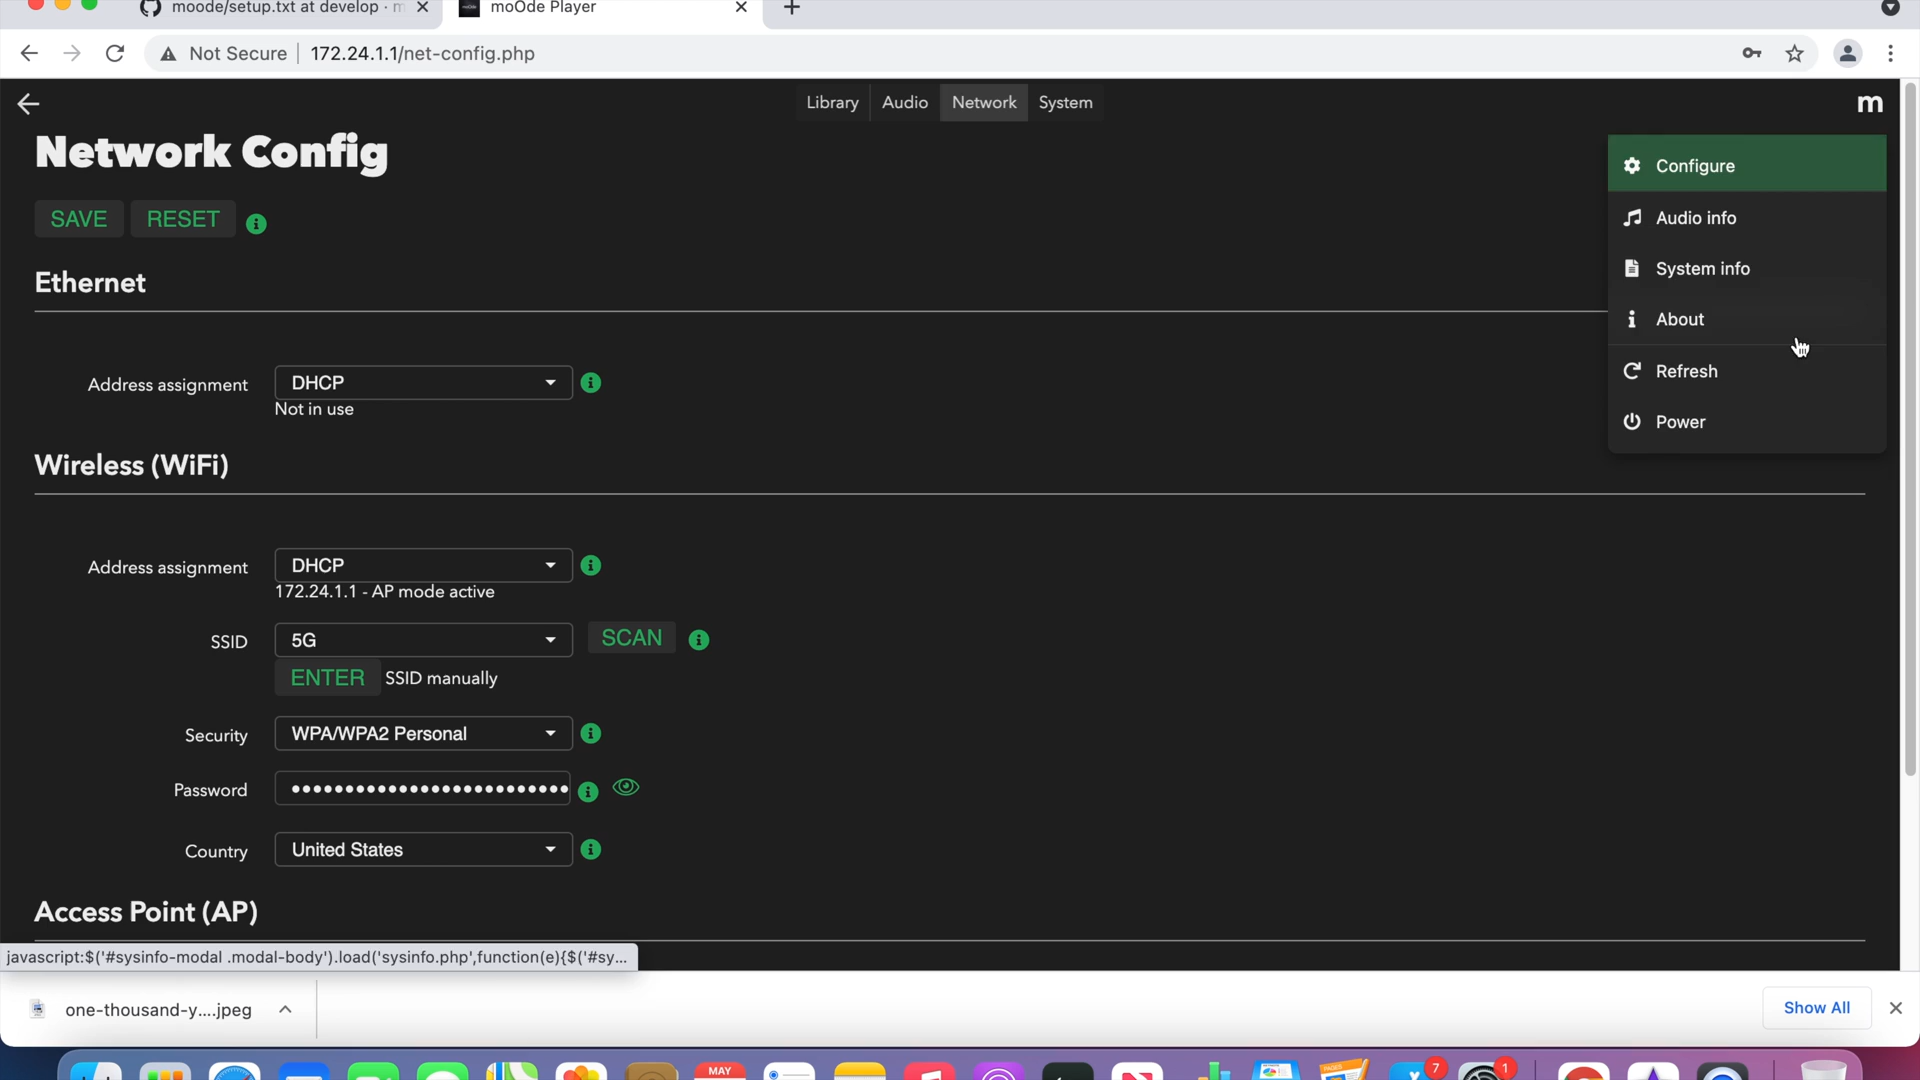 moode/setup.txt at develop · m
moOde Player
Not Secure
172.24.1.1/net-config.php
Library
Audio
Network
System
m
Network Config
SAVE
RESET
Configure
Audio info
System info
About
Refresh
Power
Ethernet
Address assignment
DHCP
Not in use
Wireless (WiFi)
Address assignment
DHCP
172.24.1.1 - AP mode active
SSID
5G
SCAN
ENTER
SSID manually
Security
WPA/WPA2 Personal
Password
Country
United States
Access Point (AP)
javascript:$('#sysinfo-modal .modal-body').load('sysinfo.php',function(e){$('#sy...
one-thousand-y....jpeg
Show All
MAY
7
1